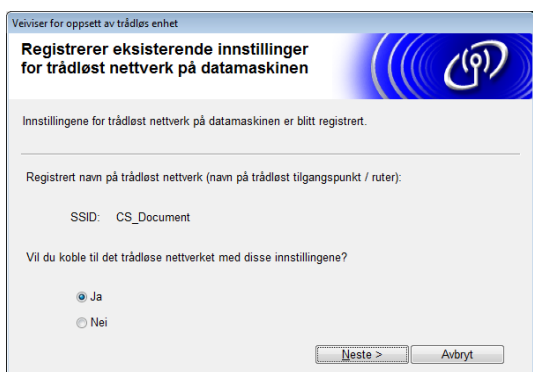 Veiviser for oppsett av trådløs enhet
Registrerer eksisterende innstillinger
for trådløst nettverk på datamaskinen
Innstillingene for trådløst nettverk på datamaskinen er blitt registrert.
Registrert navn på trådløst nettverk (navn på trådløst tilgangspunkt / ruter):
SSID: CS_Document
Vil du koble til det trådløse nettverket med disse innstillingene?
Ja
Nei
Neste > Avbryt